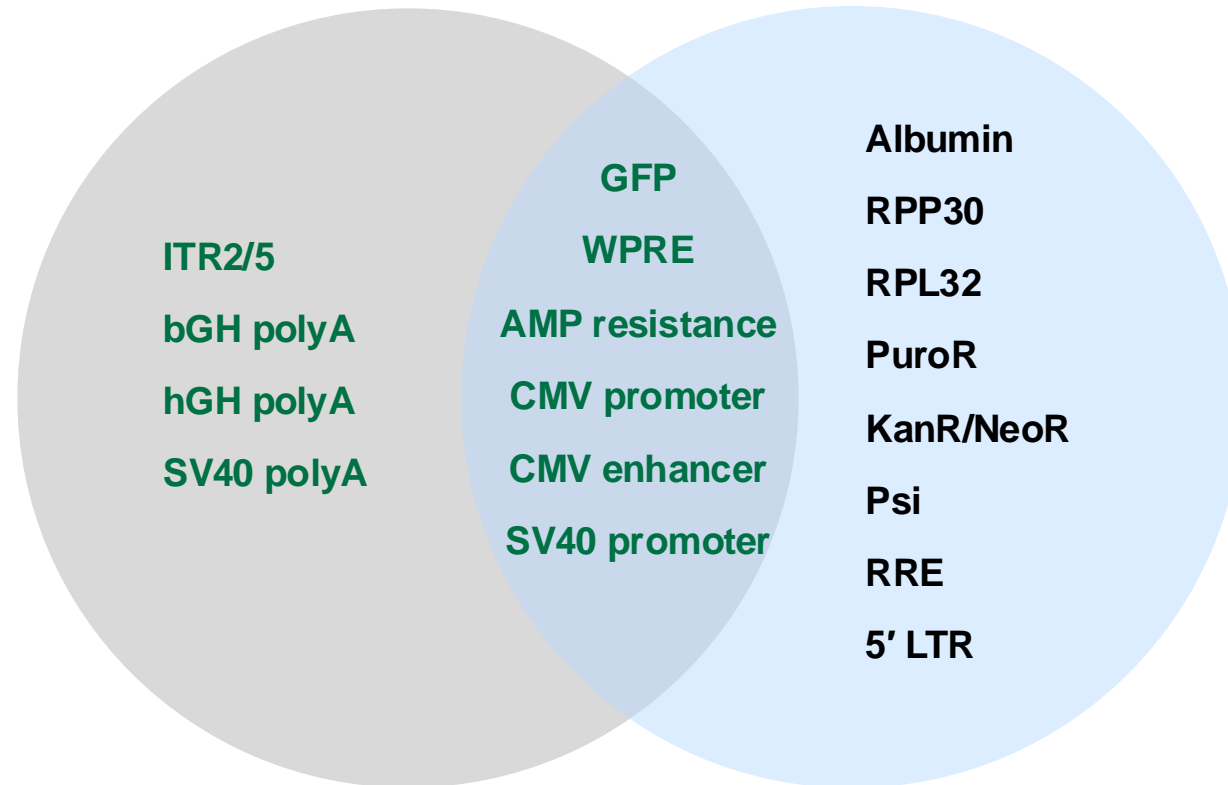 ITR2/5
bGH polyA
hGH polyA
SV40 polyA
GFP
WPRE
AMP resistance
CMV promoter
CMV enhancer
SV40 promoter
Albumin
RPP30
RPL32
PuroR
KanR/NeoR
Psi
RRE
5′ LTR